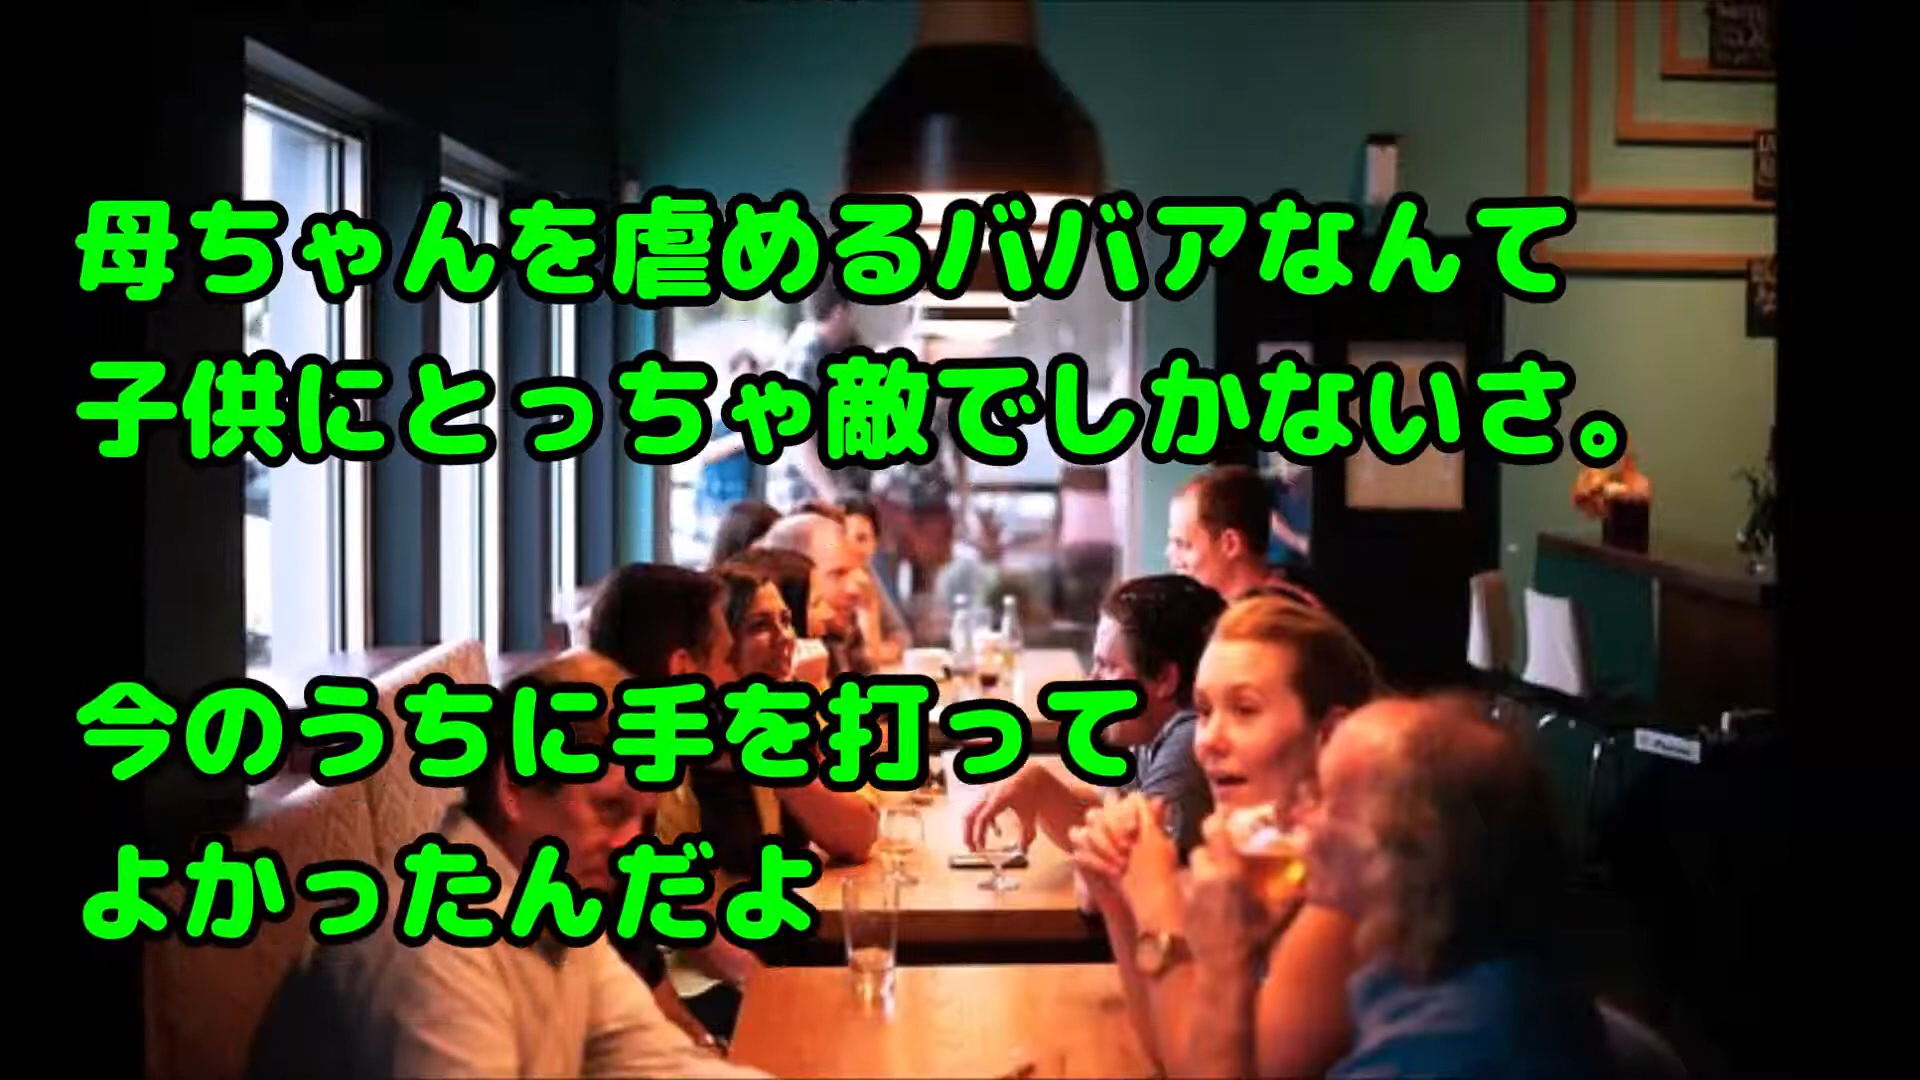 母ちゃんを虐めるババアなんて
子供にとっちゃ敵でしかないさ。
今のうちに手を打って
よかったんだよ